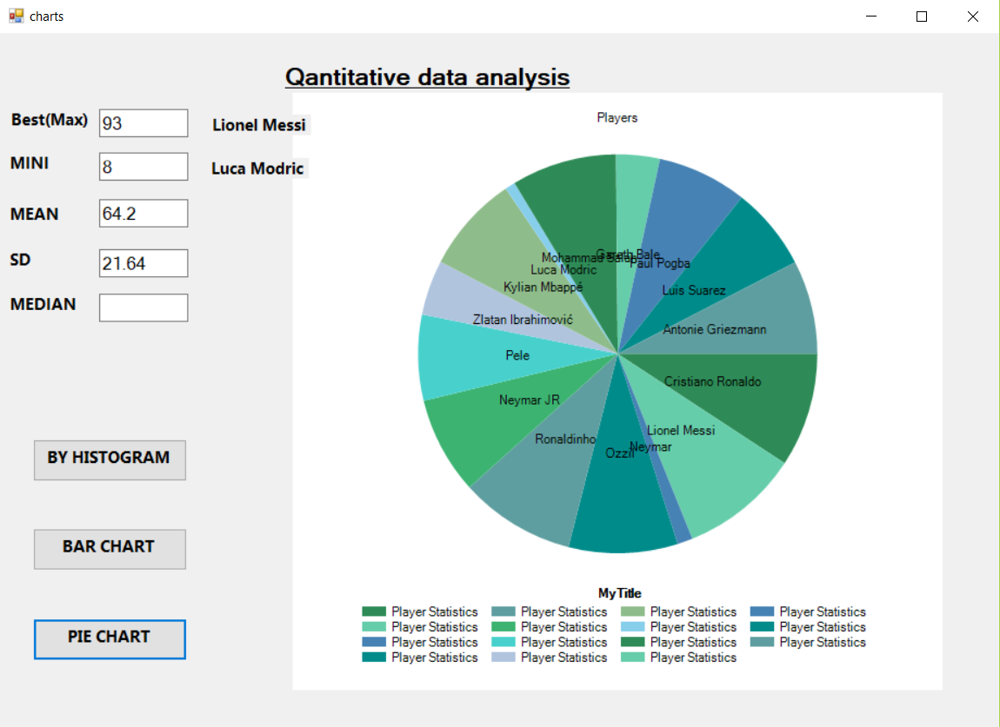 charts
Qantitative data analysis
Best(Max) 93 Lionel Messi
MINI 8 Luca Modric
MEAN 64.2
SD 21.64
MEDIAN
BY HISTOGRAM
BAR CHART
PIE CHART
Players
Gareth Bale
Mohammad Salah
Paul Pogba
Luca Modric
Kylian Mbappé
Luis Suarez
Zlatan Ibrahimović
Antonie Griezmann
Pele
Cristiano Ronaldo
Neymar JR
Lionel Messi
Ronaldinho
Neymar
Ozzil
MyTitle
Player Statistics Player Statistics Player Statistics Player Statistics
Player Statistics Player Statistics Player Statistics Player Statistics
Player Statistics Player Statistics Player Statistics Player Statistics
Player Statistics Player Statistics Player Statistics